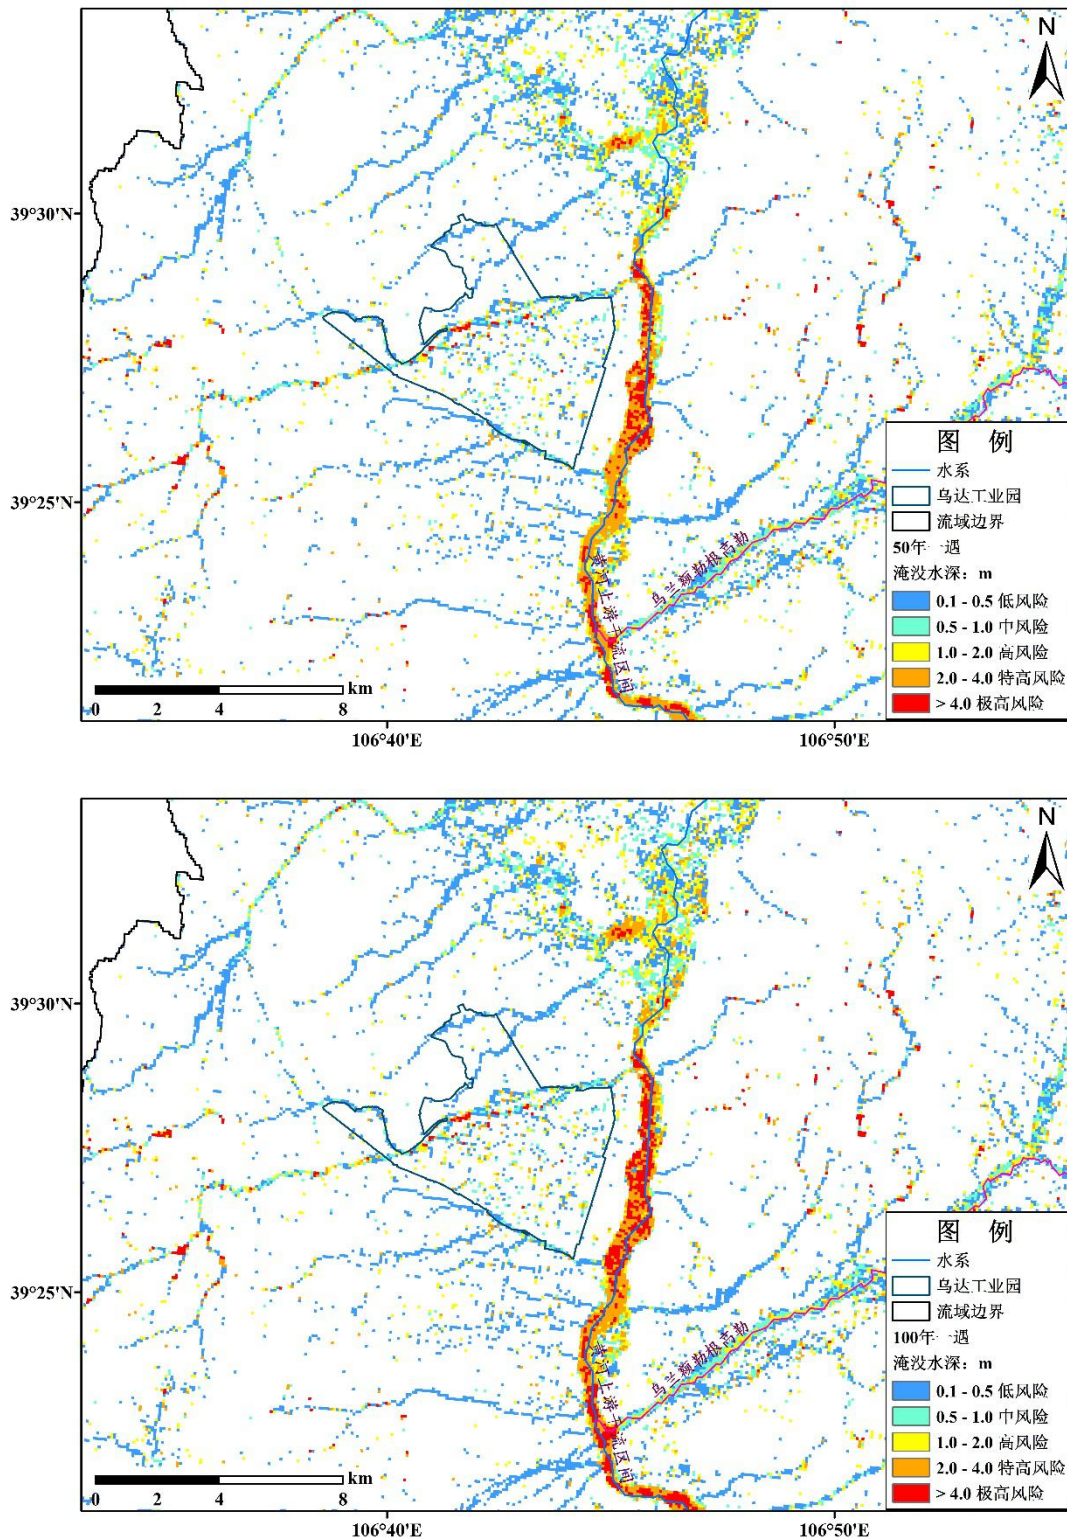 N
39°30'N
39°25'N
乌兰额勒根高勒
黄河上游干流区间
图 例
水系
乌达工业园
流域边界
50年一遇
淹没水深：m
0.1 - 0.5 低风险
0.5 - 1.0 中风险
1.0 - 2.0 高风险
2.0 - 4.0 特高风险
> 4.0 极高风险
km
0 2 4 8
106°40'E 106°50'E
N
39°30'N
39°25'N
乌兰额勒根高勒
黄河上游干流区间
图 例
水系
乌达工业园
流域边界
100年一遇
淹没水深：m
0.1 - 0.5 低风险
0.5 - 1.0 中风险
1.0 - 2.0 高风险
2.0 - 4.0 特高风险
> 4.0 极高风险
km
0 2 4 8
106°40'E 106°50'E